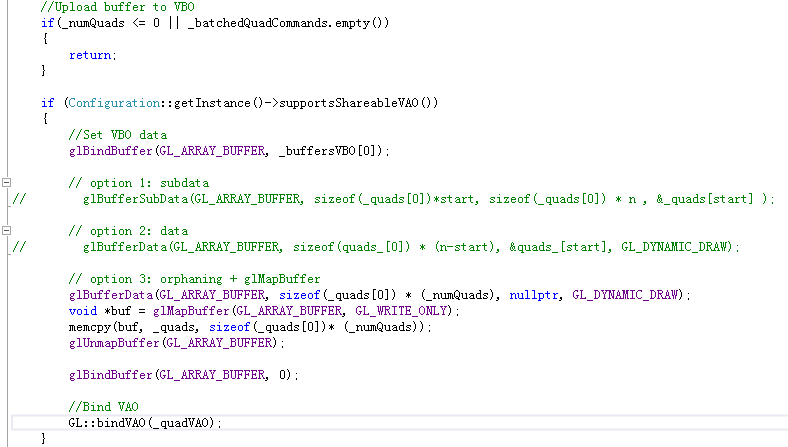 //Upload buffer to VBO
if(_numQuads <= 0 || _batchedQuadCommands.empty())
{
return;
}
if (Configuration::getInstance()->supportsShareableVAO())
{
//Set VBO data
glBindBuffer(GL_ARRAY_BUFFER, _buffersVBO[0]);
// option 1: subdata
// glBufferSubData(GL_ARRAY_BUFFER, sizeof(_quads[0])*start, sizeof(_quads[0]) * n , &_quads[start] );
// option 2: data
// glBufferData(GL_ARRAY_BUFFER, sizeof(quads_[0]) * (n-start), &quads_[start], GL_DYNAMIC_DRAW);
// option 3: orphaning + glMapBuffer
glBufferData(GL_ARRAY_BUFFER, sizeof(_quads[0]) * (_numQuads), nullptr, GL_DYNAMIC_DRAW);
void *buf = glMapBuffer(GL_ARRAY_BUFFER, GL_WRITE_ONLY);
memcpy(buf, _quads, sizeof(_quads[0])* (_numQuads));
glUnmapBuffer(GL_ARRAY_BUFFER);
glBindBuffer(GL_ARRAY_BUFFER, 0);
//Bind VAO
GL::bindVAO(_quadVAO);
}